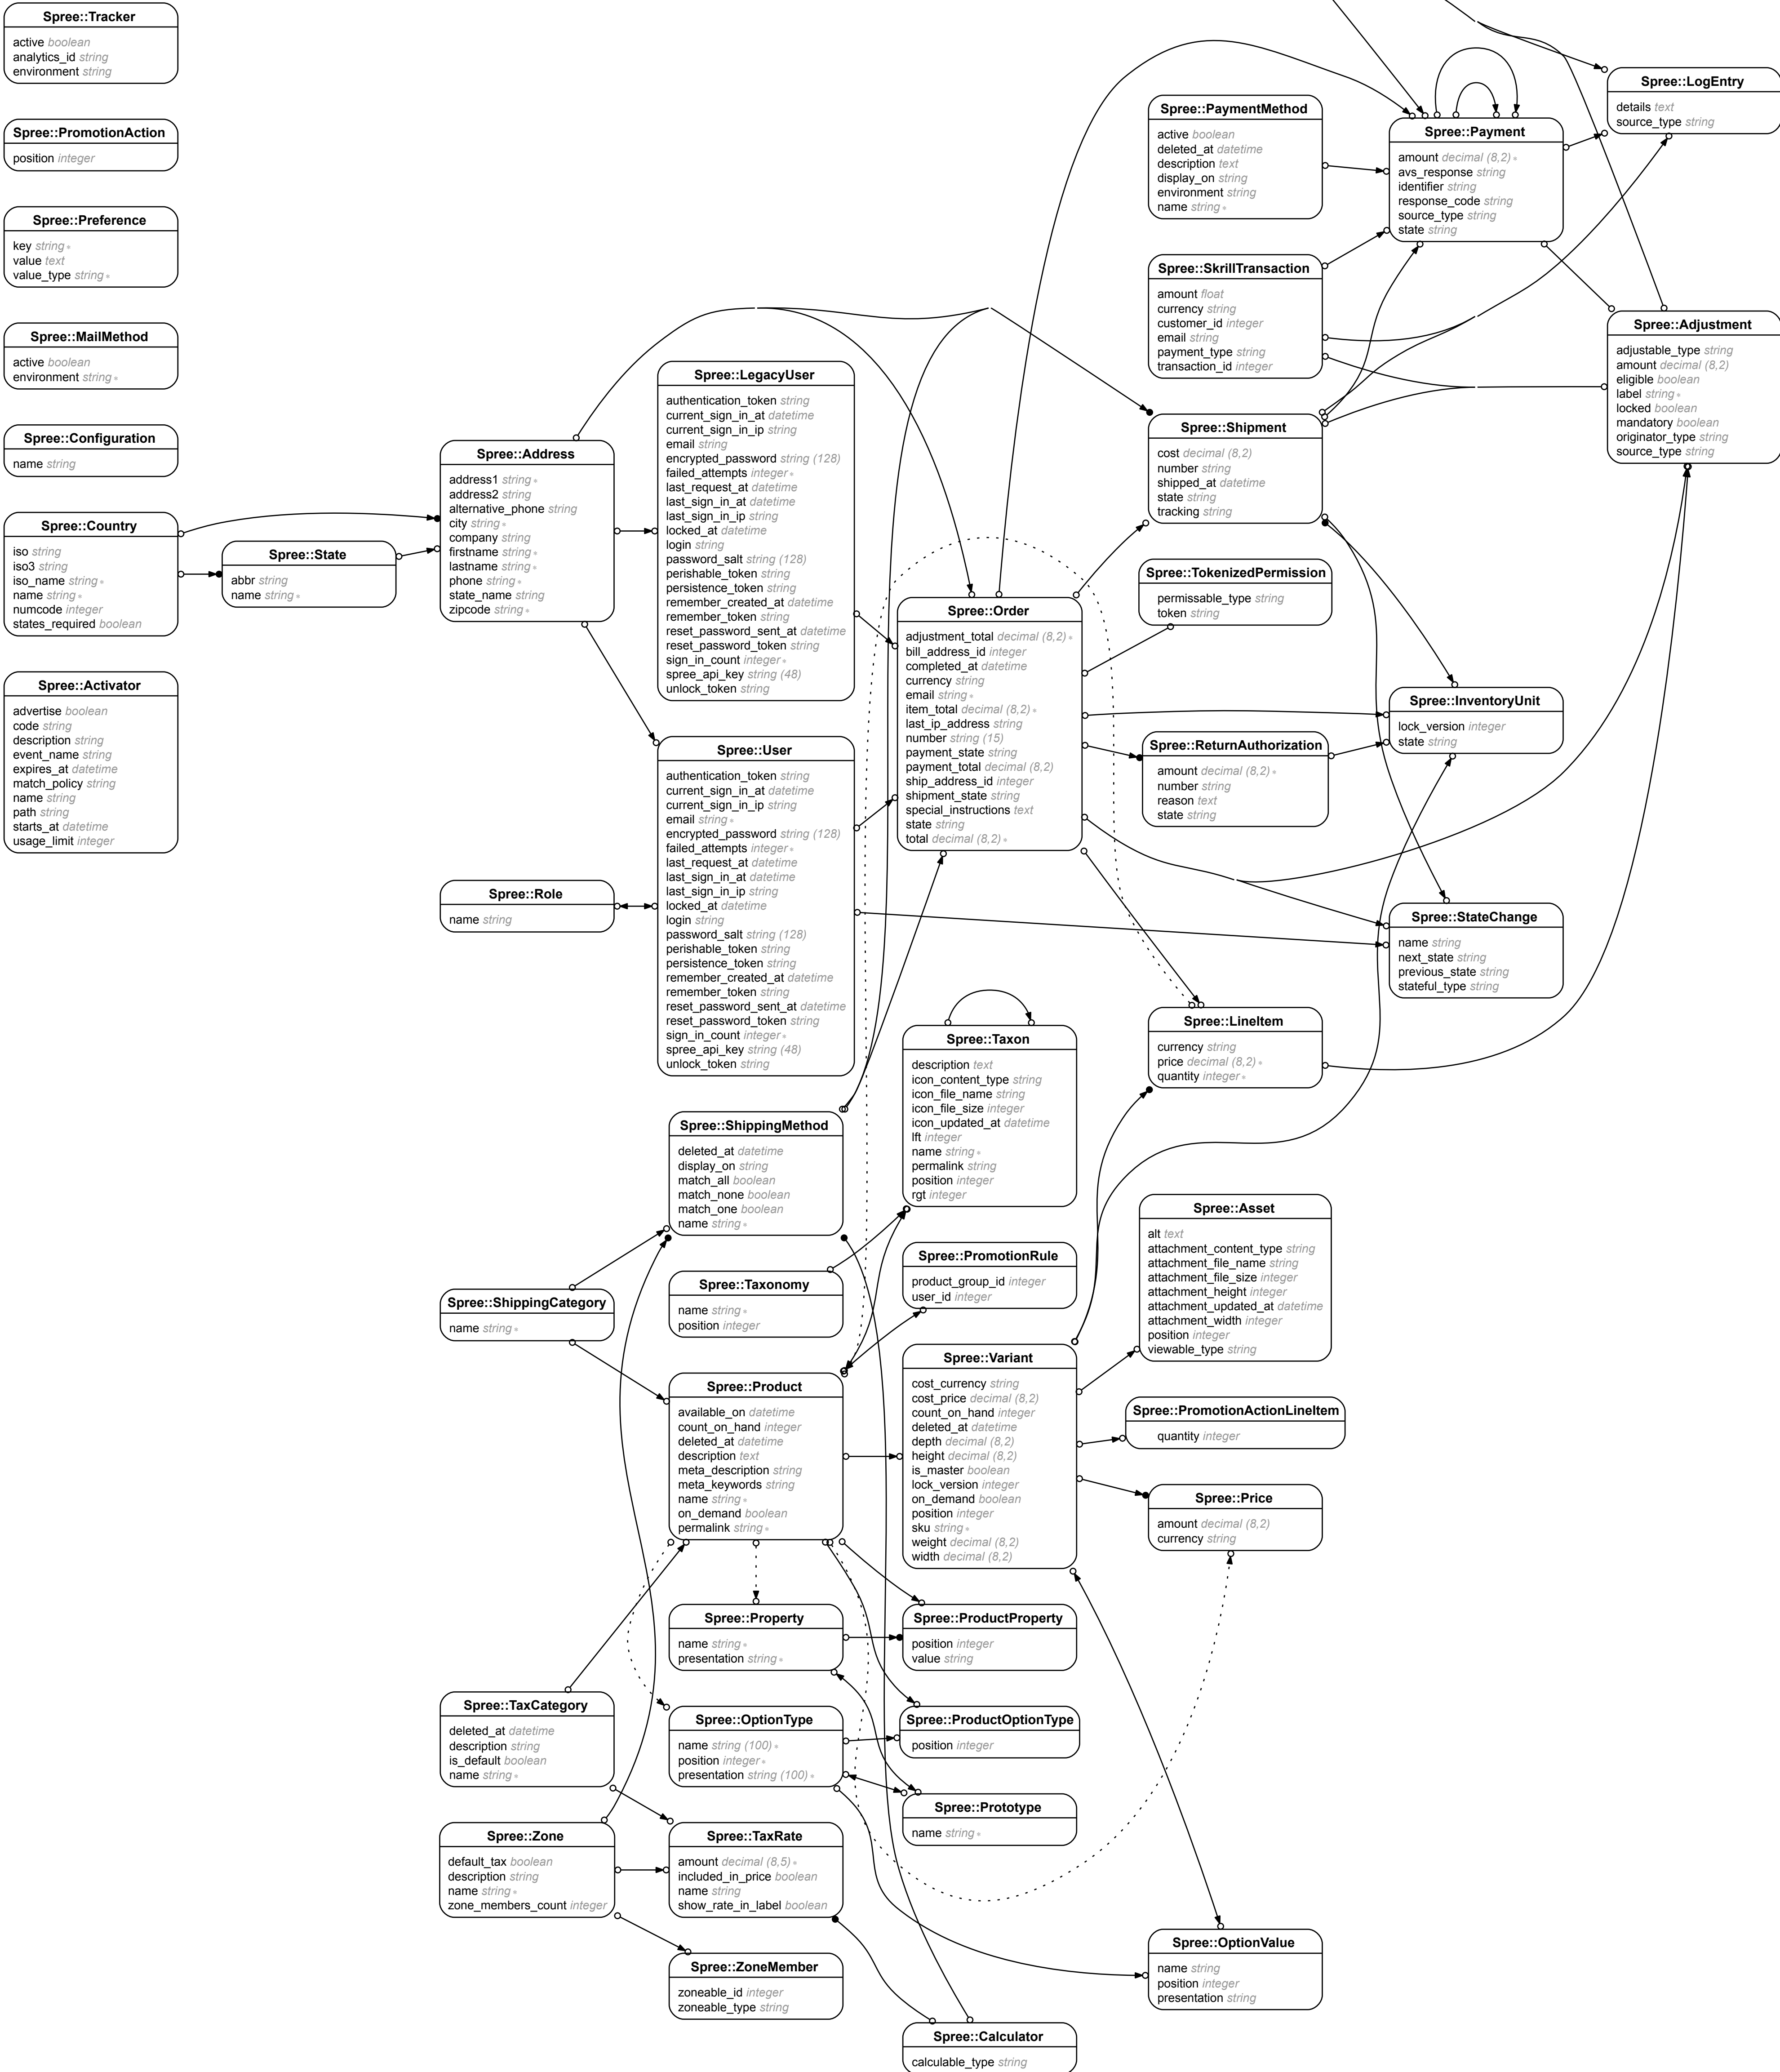 Spree::Tracker
active boolean
analytics_id string
environment string
Spree::PromotionAction
position integer
Spree::Preference
key string *
value text
value_type string *
Spree::MailMethod
active boolean
environment string *
Spree::Configuration
name string
Spree::Country
iso string
iso3 string
iso_name string *
name string *
numcode integer
states_required boolean
Spree::Activator
advertise boolean
code string
description string
event_name string
expires_at datetime
match_policy string
name string
path string
starts_at datetime
usage_limit integer
Spree::State
abbr string
name string *
Spree::Address
address1 string *
address2 string
alternative_phone string
city string *
company string
firstname string *
lastname string *
phone string *
state_name string
zipcode string *
Spree::Role
name string
Spree::ShippingCategory
name string *
Spree::TaxCategory
deleted_at datetime
description string
is_default boolean
name string *
Spree::Zone
default_tax boolean
description string
name string *
zone_members_count integer
Spree::LegacyUser
authentication_token string
current_sign_in_at datetime
current_sign_in_ip string
email string
encrypted_password string (128)
failed_attempts integer *
last_request_at datetime
last_sign_in_at datetime
last_sign_in_ip string
locked_at datetime
login string
password_salt string (128)
perishable_token string
persistence_token string
remember_created_at datetime
remember_token string
reset_password_sent_at datetime
reset_password_token string
sign_in_count integer *
spree_api_key string (48)
unlock_token string
Spree::User
authentication_token string
current_sign_in_at datetime
current_sign_in_ip string
email string *
encrypted_password string (128)
failed_attempts integer *
last_request_at datetime
last_sign_in_at datetime
last_sign_in_ip string
locked_at datetime
login string
password_salt string (128)
perishable_token string
persistence_token string
remember_created_at datetime
remember_token string
reset_password_sent_at datetime
reset_password_token string
sign_in_count integer *
spree_api_key string (48)
unlock_token string
Spree::ShippingMethod
deleted_at datetime
display_on string
match_all boolean
match_none boolean
match_one boolean
name string *
Spree::Taxonomy
name string *
position integer
Spree::Product
available_on datetime
count_on_hand integer
deleted_at datetime
description text
meta_description string
meta_keywords string
name string *
on_demand boolean
permalink string *
Spree::Property
name string *
presentation string *
Spree::OptionType
name string (100) *
position integer *
presentation string (100) *
Spree::TaxRate
amount decimal (8,5) *
included_in_price boolean
name string
show_rate_in_label boolean
Spree::ZoneMember
zoneable_id integer
zoneable_type string
Spree::Order
adjustment_total decimal (8,2) *
bill_address_id integer
completed_at datetime
currency string
email string *
item_total decimal (8,2) *
last_ip_address string
number string (15)
payment_state string
payment_total decimal (8,2)
ship_address_id integer
shipment_state string
special_instructions text
state string
total decimal (8,2) *
Spree::Taxon
description text
icon_content_type string
icon_file_name string
icon_file_size integer
icon_updated_at datetime
lft integer
name string *
permalink string
position integer
rgt integer
Spree::PromotionRule
product_group_id integer
user_id integer
Spree::Variant
cost_currency string
cost_price decimal (8,2)
count_on_hand integer
deleted_at datetime
depth decimal (8,2)
height decimal (8,2)
is_master boolean
lock_version integer
on_demand boolean
position integer
sku string *
weight decimal (8,2)
width decimal (8,2)
Spree::ProductProperty
position integer
value string
Spree::ProductOptionType
position integer
Spree::Prototype
name string *
Spree::Calculator
calculable_type string
Spree::PaymentMethod
active boolean
deleted_at datetime
description text
display_on string
environment string
name string *
Spree::SkrillTransaction
amount float
currency string
customer_id integer
email string
payment_type string
transaction_id integer
Spree::Shipment
cost decimal (8,2)
number string
shipped_at datetime
state string
tracking string
Spree::TokenizedPermission
permissable_type string
token string
Spree::ReturnAuthorization
amount decimal (8,2) *
number string
reason text
state string
Spree::LineItem
currency string
price decimal (8,2) *
quantity integer *
Spree::Asset
alt text
attachment_content_type string
attachment_file_name string
attachment_file_size integer
attachment_height integer
attachment_updated_at datetime
attachment_width integer
position integer
viewable_type string
Spree::PromotionActionLineItem
quantity integer
Spree::Price
amount decimal (8,2)
currency string
Spree::OptionValue
name string
position integer
presentation string
Spree::Payment
amount decimal (8,2) *
avs_response string
identifier string
response_code string
source_type string
state string
Spree::InventoryUnit
lock_version integer
state string
Spree::StateChange
name string
next_state string
previous_state string
stateful_type string
Spree::LogEntry
details text
source_type string
Spree::Adjustment
adjustable_type string
amount decimal (8,2)
eligible boolean
label string *
locked boolean
mandatory boolean
originator_type string
source_type string